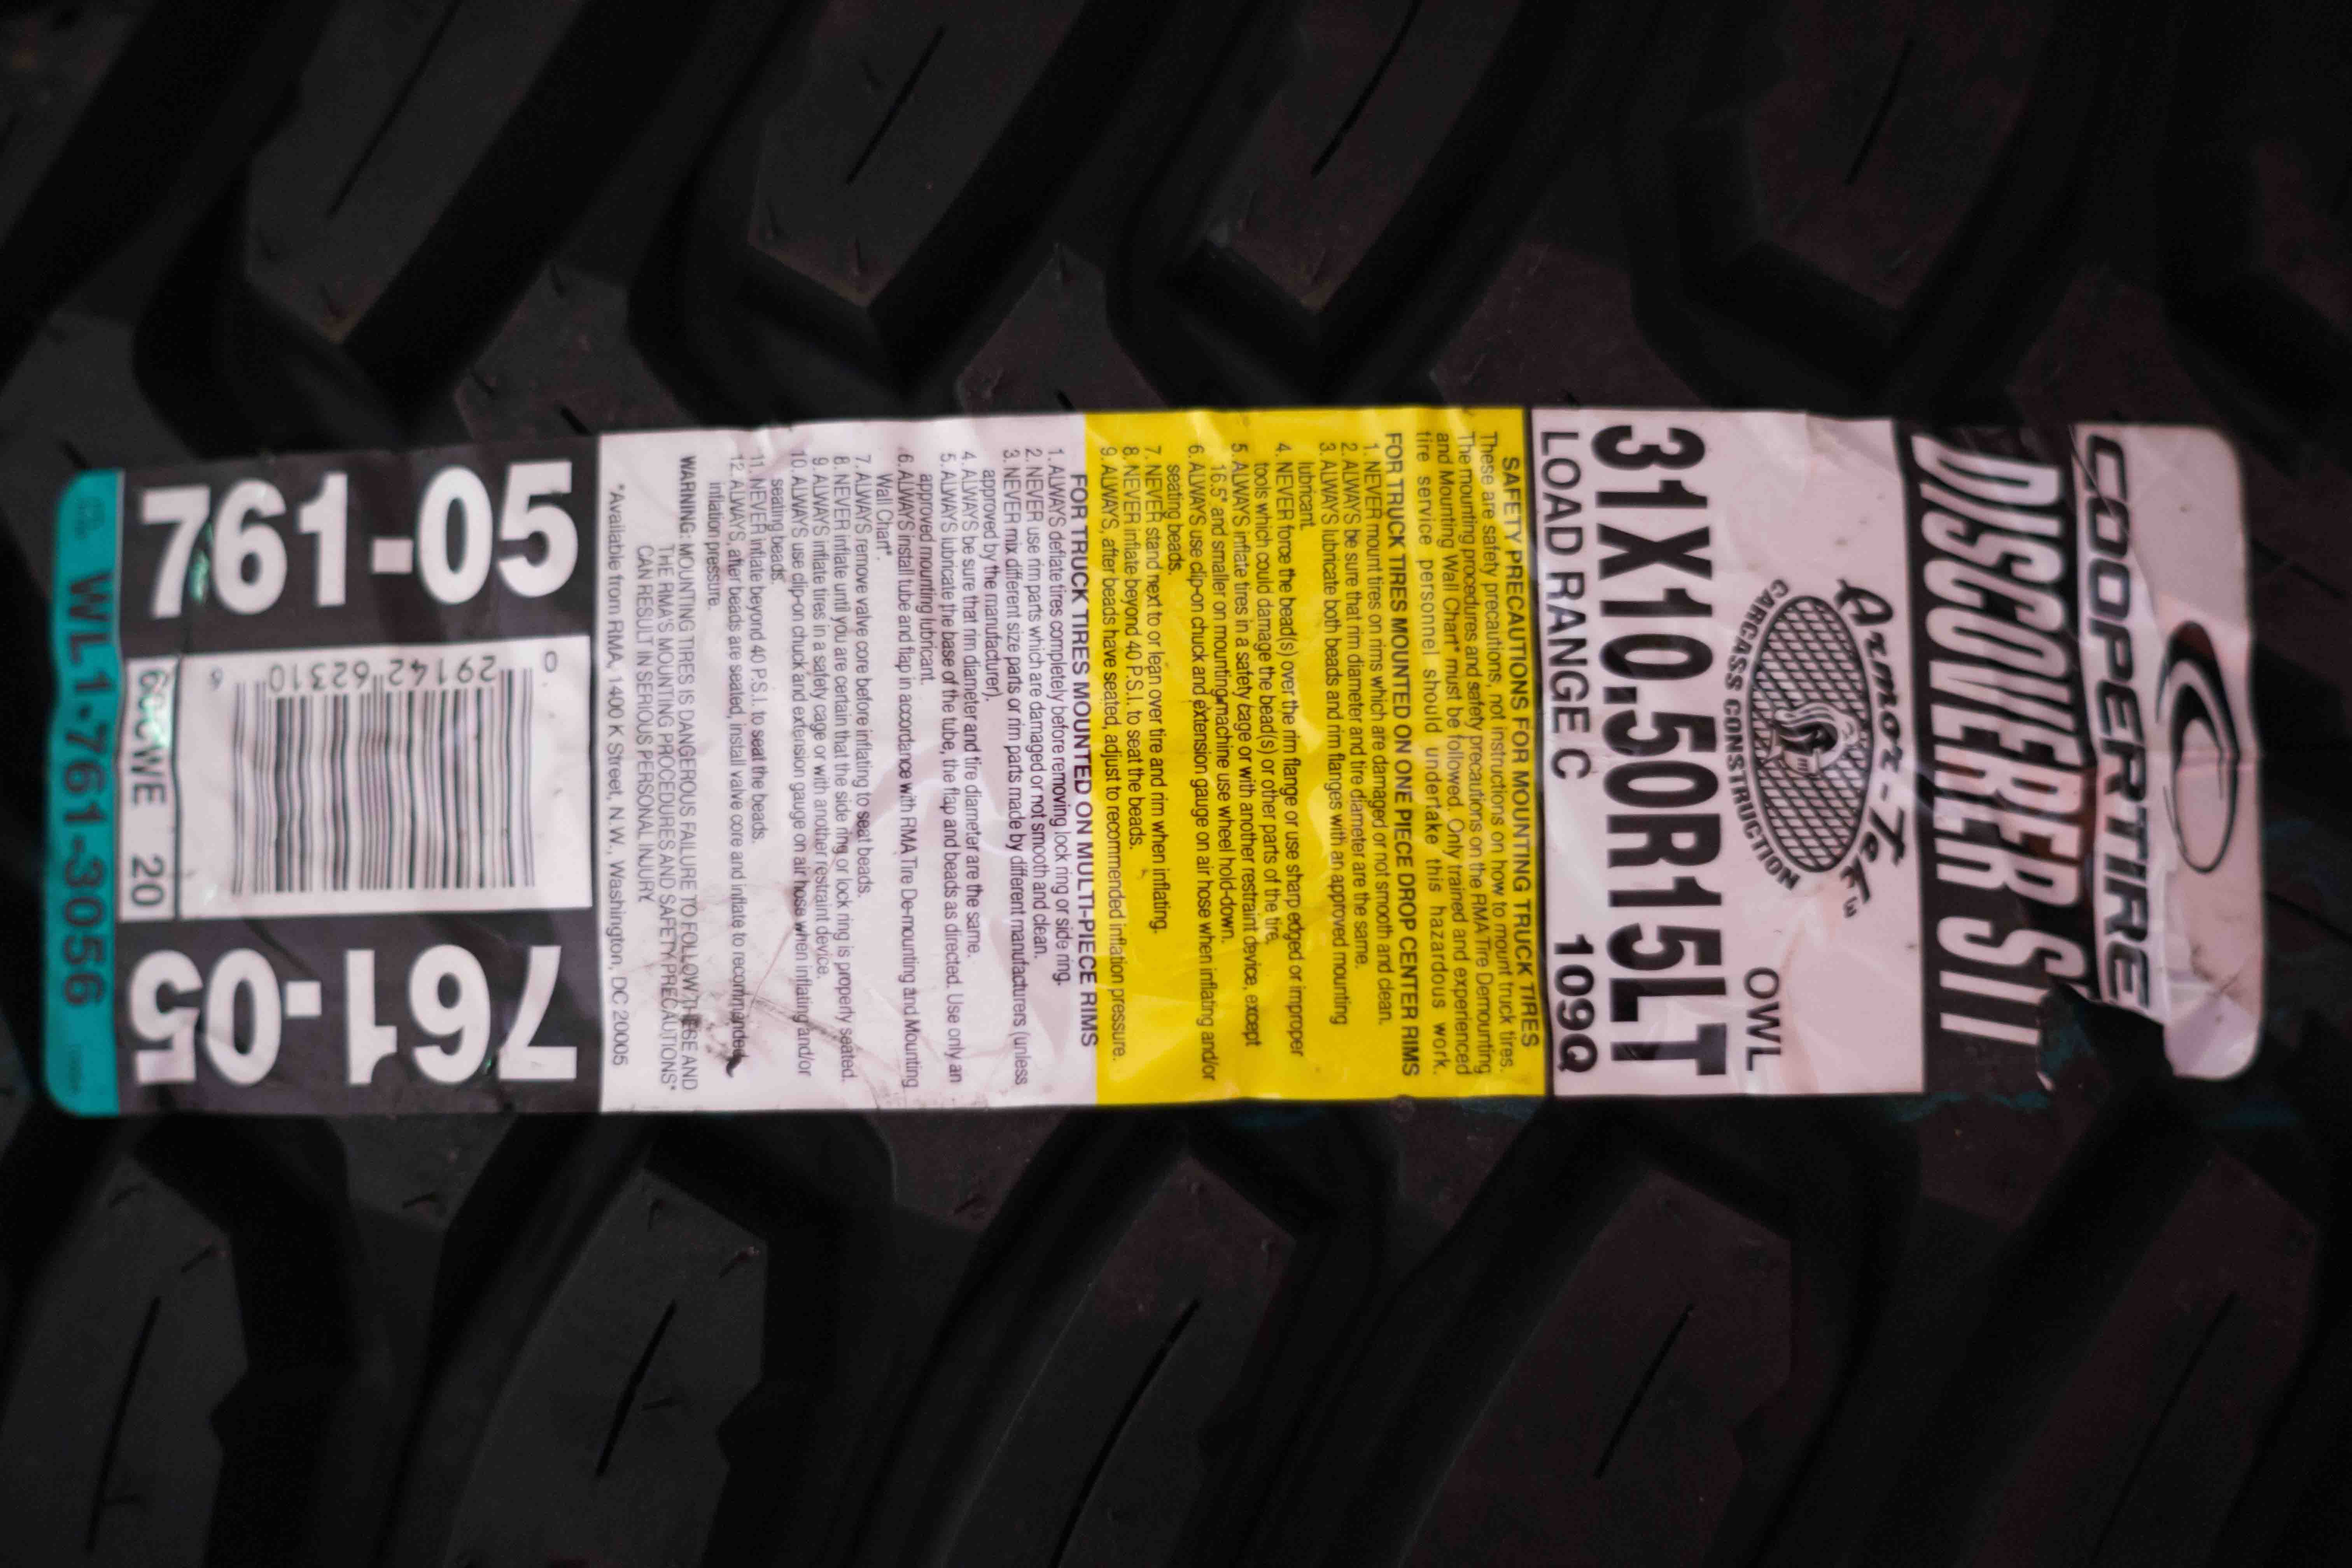 COOPERTIRE
DISCOVERER STT
Armor-Tek3
CARCASS CONSTRUCTION
OWL
31X10.50R15LT
LOAD RANGE C 109Q
SAFETY PRECAUTIONS FOR MOUNTING TRUCK TIRES
These are safety precautions, not instructions on how to mount truck tires.
The mounting procedures and safety precautions on the RMA Tire Demounting
and Mounting Wall Chart* must be followed. Only trained and experienced
tire service personnel should undertake this hazardous work.
FOR TRUCK TIRES MOUNTED ON ONE PIECE DROP CENTER RIMS
1. NEVER mount tires on rims which are damaged or not smooth and clean.
2. ALWAYS be sure that rim diameter and tire diameter are the same.
3. ALWAYS lubricate both beads and rim flanges with an approved mounting
lubricant.
4. NEVER force the bead(s) over the rim flange or use sharp edged or improper
tools which could damage the bead(s) or other parts of the tire.
5. ALWAYS inflate tires in a safety cage or with another restraint device, except
16.5" and smaller on mounting machine use wheel hold-down.
6. ALWAYS use clip-on chuck and extension gauge on air hose when inflating and/or
seating beads.
7. NEVER stand next to or lean over tire and rim when inflating.
8. NEVER inflate beyond 40 P.S.I. to seat the beads.
9. ALWAYS, after beads have seated, adjust to recommended inflation pressure.
FOR TRUCK TIRES MOUNTED ON MULTI-PIECE RIMS
1. ALWAYS deflate tires completely before removing lock ring or side ring.
2. NEVER use rim parts which are damaged or not smooth and clean.
3. NEVER mix different size parts or rim parts made by different manufacturers (unless
approved by the manufacturer).
4. ALWAYS be sure that rim diameter and tire diameter are the same.
5. ALWAYS lubricate the base of the tube, the flap and beads as directed. Use only an
approved mounting lubricant.
6. ALWAYS install tube and flap in accordance with RMA Tire De-mounting and Mounting
Wall Chart*.
7. ALWAYS remove valve core before inflating to seat beads.
8. NEVER inflate until you are certain that the side ring or lock ring is properly seated.
9. ALWAYS inflate tires in a safety cage or with another restraint device.
10. ALWAYS use clip-on chuck and extension gauge on air hose when inflating and/or
seating beads.
11. NEVER inflate beyond 40 P.S.I. to seat the beads.
12. ALWAYS, after beads are seated, install valve core and inflate to recommended
inflation pressure.
WARNING: MOUNTING TIRES IS DANGEROUS. FAILURE TO FOLLOW THESE AND
THE RMA'S MOUNTING PROCEDURES AND SAFETY PRECAUTIONS*
CAN RESULT IN SERIOUS PERSONAL INJURY.
*Available from RMA, 1400 K Street, N.W., Washington, DC 20005
761-05
0 29142 62310 6
20
761-05
WL1-761-3056